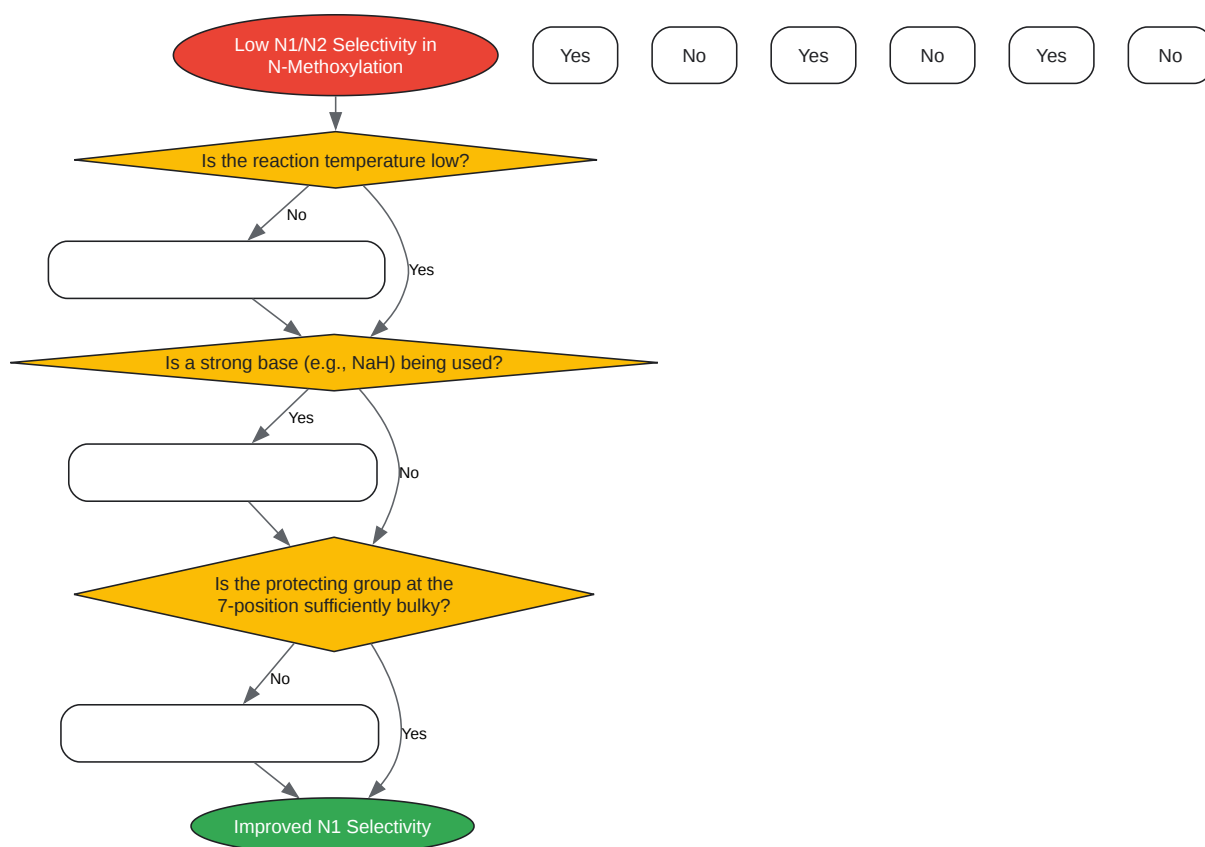 Low N1/N2 Selectivity in
N-Methoxylation
Yes
No
Yes
No
Yes
No
Is the reaction temperature low?
No
Yes
Is a strong base (e.g., NaH) being used?
Yes
No
Is the protecting group at the
7-position sufficiently bulky?
No
Yes
Improved N1 Selectivity